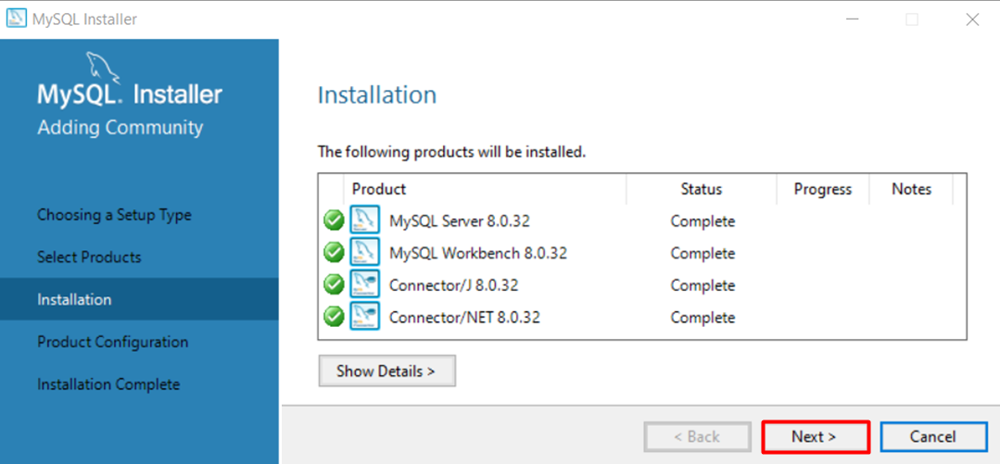 MySQL Installer
MySQL. Installer
Adding Community
Choosing a Setup Type
Select Products
Installation
Product Configuration
Installation Complete
Installation
The following products will be installed.
Product Status Progress Notes
MySQL Server 8.0.32 Complete
MySQL Workbench 8.0.32 Complete
Connector/J 8.0.32 Complete
Connector/NET 8.0.32 Complete
Show Details >
< Back Next > Cancel